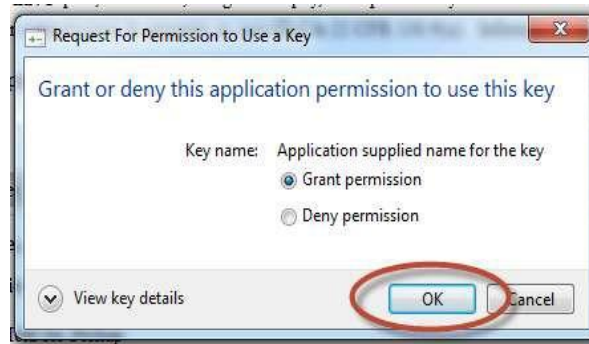 Request For Permission to Use a Key
Grant or deny this application permission to use this key
Key name: Application supplied name for the key
Grant permission
Deny permission
View key details
OK
Cancel